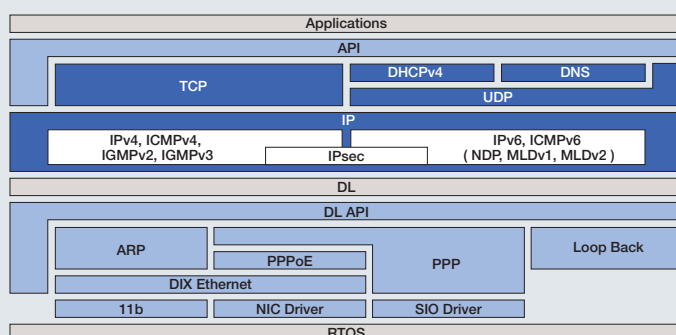 Applications
API
TCP
DHCPv4
DNS
UDP
IP
IPv4, ICMPv4,
IGMPv2, IGMPv3
IPv6, ICMPv6
( NDP, MLDv1, MLDv2 )
IPsec
DL
DL API
ARP
PPPoE
PPP
Loop Back
DIX Ethernet
11b
NIC Driver
SIO Driver
RTOS